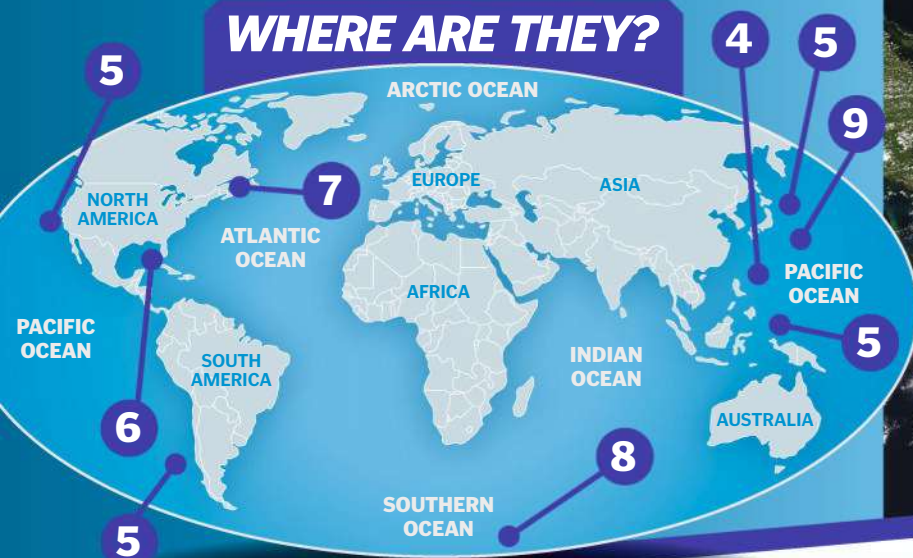 WHERE ARE THEY?
4
5
5
ARCTIC OCEAN
9
EUROPE
ASIA
7
NORTH
AMERICA
ATLANTIC
OCEAN
PACIFIC
OCEAN
AFRICA
PACIFIC
OCEAN
5
INDIAN
OCEAN
SOUTH
AMERICA
AUSTRALIA
6
8
SOUTHERN
OCEAN
5